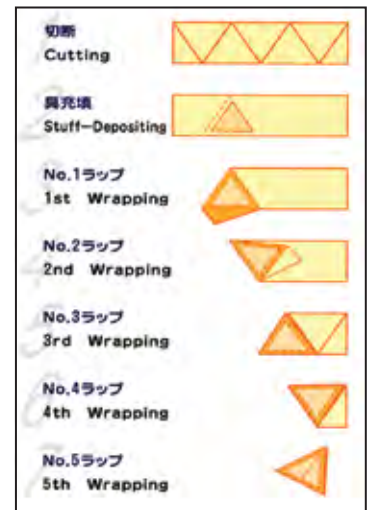 切断
Cutting
具充填
Stuff-Depositing
No.1ラップ
1st Wrapping
No.2ラップ
2nd Wrapping
No.3ラップ
3rd Wrapping
No.4ラップ
4th Wrapping
No.5ラップ
5th Wrapping